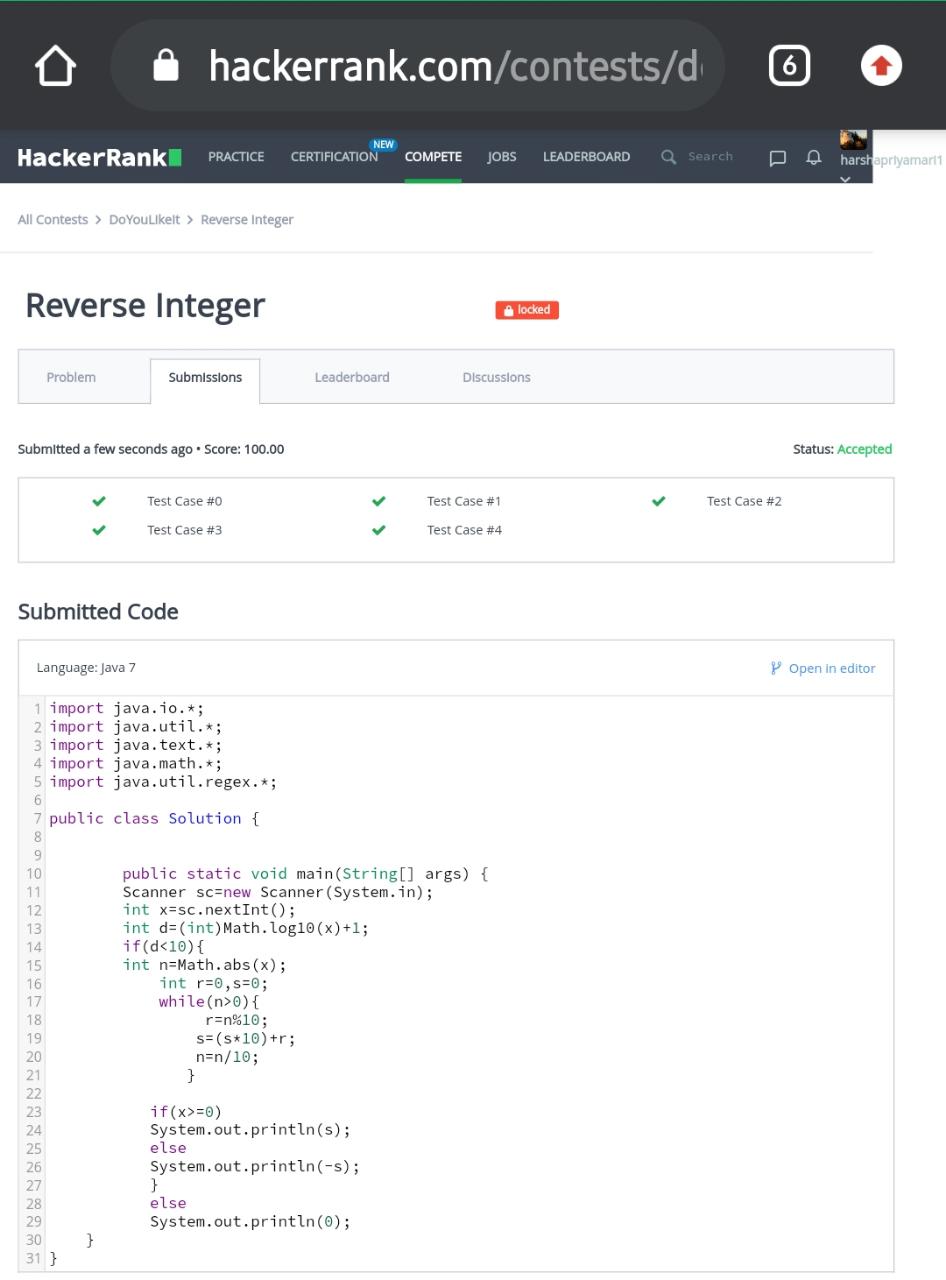 hackerrank.com/contests/d
6
HackerRank PRACTICE CERTIFICATION NEW COMPETE JOBS LEADERBOARD Search harshapriyamari1
All Contests > DoYouLikeIt > Reverse Integer
Reverse Integer locked
Problem Submissions Leaderboard Discussions
Submitted a few seconds ago • Score: 100.00 Status: Accepted
Test Case #0 Test Case #1 Test Case #2
Test Case #3 Test Case #4
Submitted Code
Language: Java 7 Open in editor
1 import java.io.*;
2 import java.util.*;
3 import java.text.*;
4 import java.math.*;
5 import java.util.regex.*;
6
7 public class Solution {
8
9
10 public static void main(String[] args) {
11 Scanner sc=new Scanner(System.in);
12 int x=sc.nextInt();
13 int d=(int)Math.log10(x)+1;
14 if(d<10){
15 int n=Math.abs(x);
16 int r=0,s=0;
17 while(n>0){
18 r=n%10;
19 s=(s*10)+r;
20 n=n/10;
21 }
22
23 if(x>=0)
24 System.out.println(s);
25 else
26 System.out.println(-s);
27 }
28 else
29 System.out.println(0);
30 }
31 }